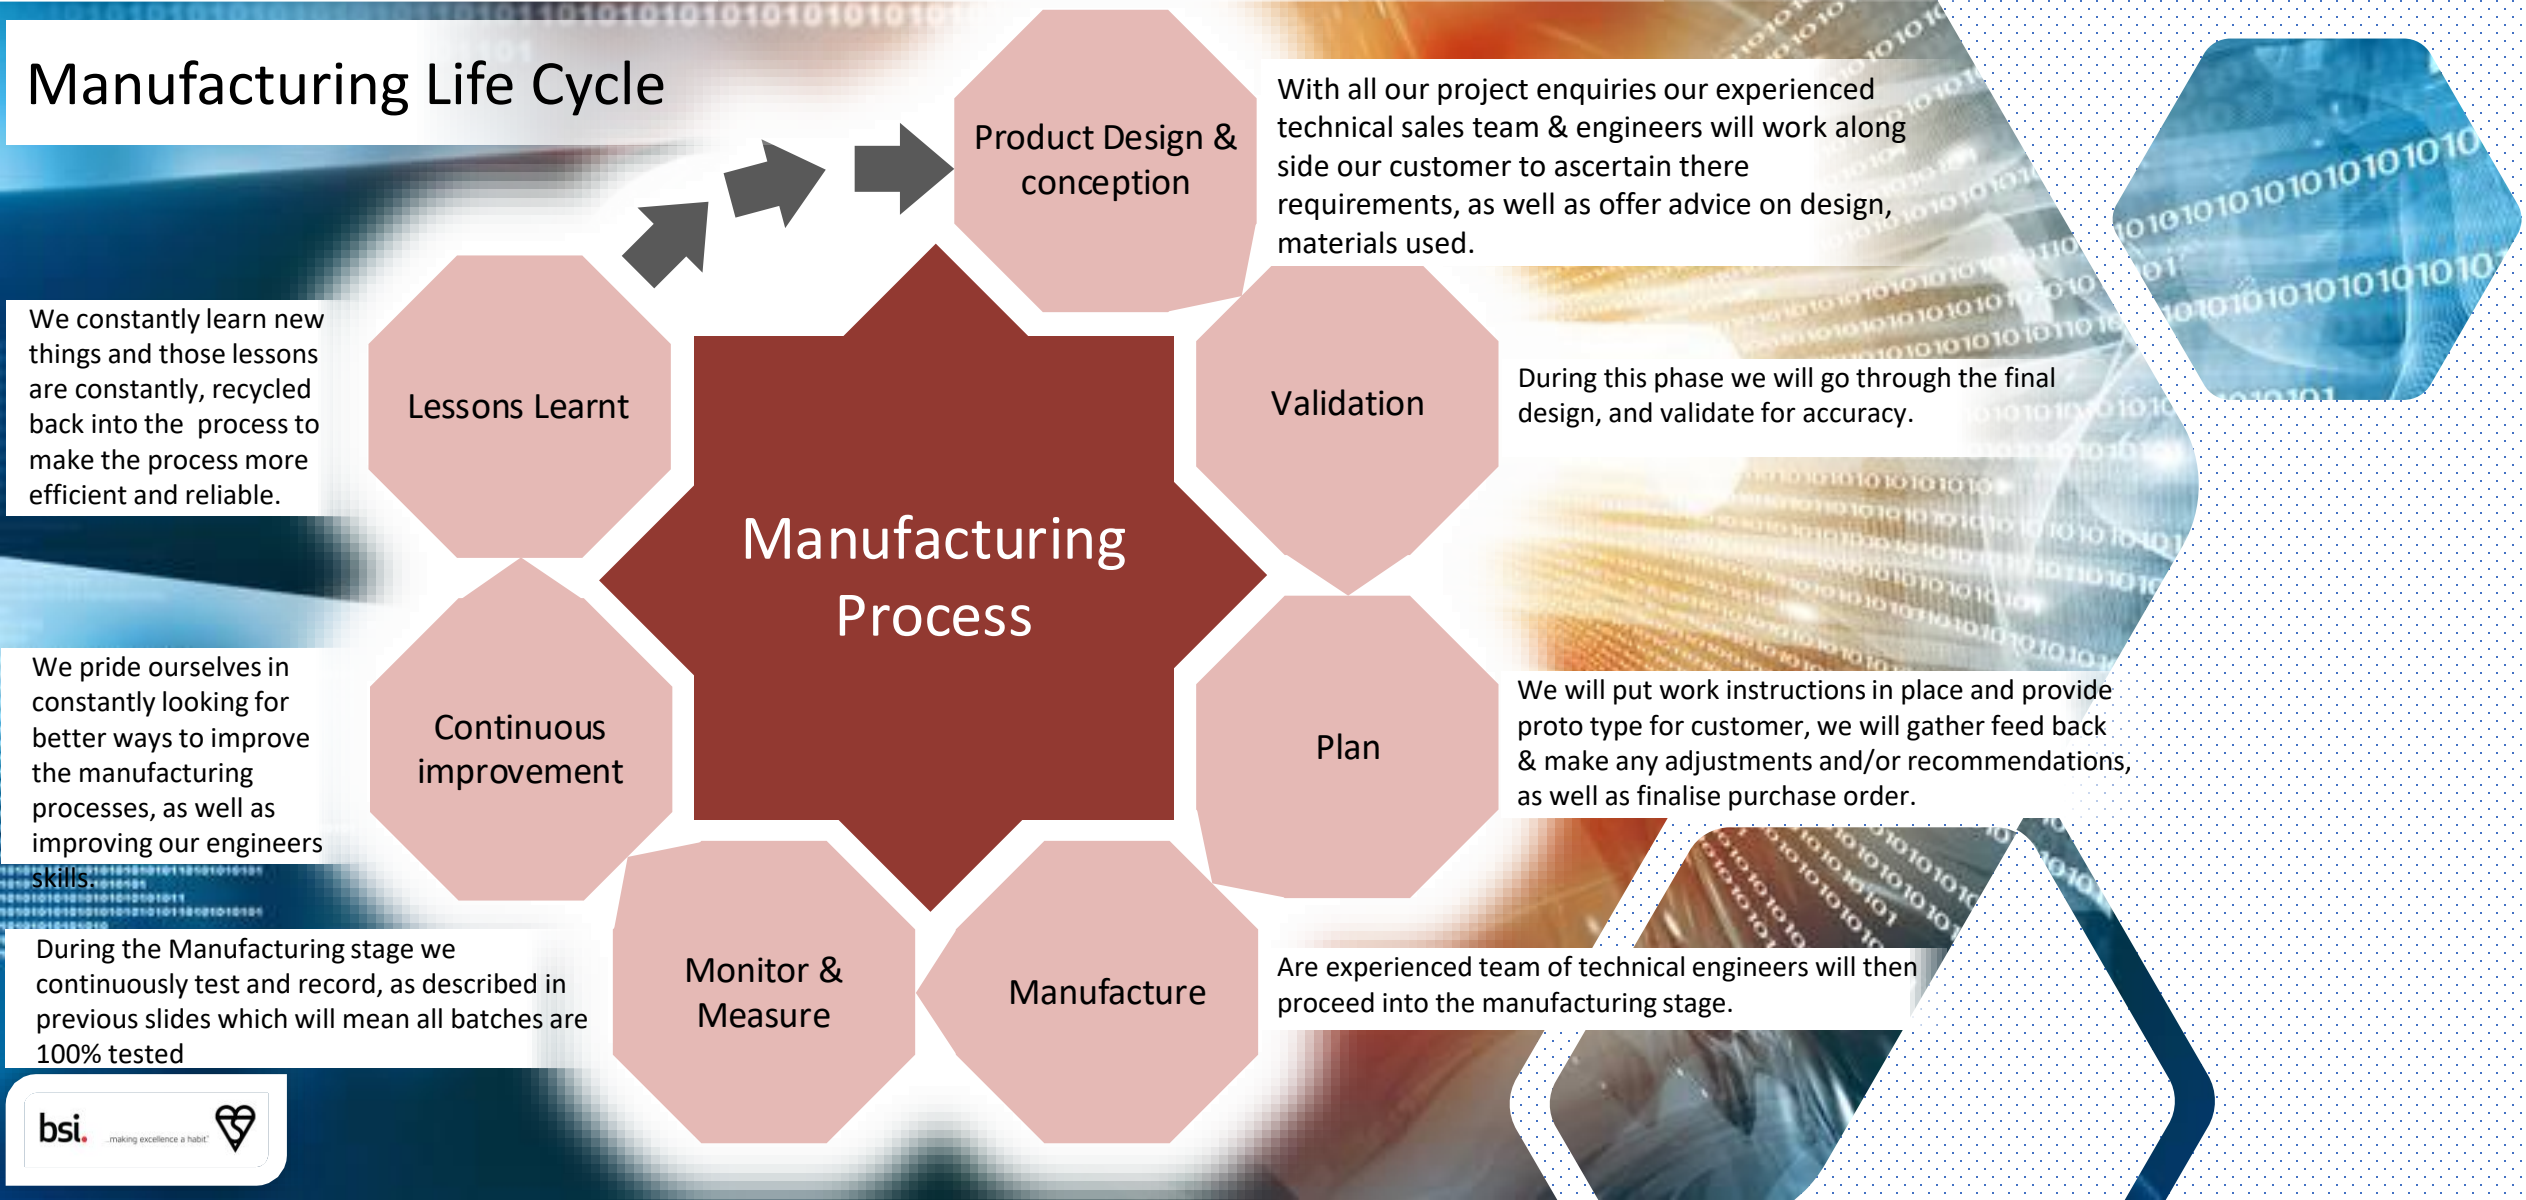 Manufacturing Life Cycle
Product Design &
conception
With all our project enquiries our experienced
technical sales team & engineers will work along
side our customer to ascertain there
requirements, as well as offer advice on design,
materials used.
Validation
During this phase we will go through the final
design, and validate for accuracy.
Plan
We will put work instructions in place and provide
proto type for customer, we will gather feed back
& make any adjustments and/or recommendations,
as well as finalise purchase order.
Manufacture
Are experienced team of technical engineers will then
proceed into the manufacturing stage.
Monitor &
Measure
During the Manufacturing stage we
continuously test and record, as described in
previous slides which will mean all batches are
100% tested
Continuous
improvement
We pride ourselves in
constantly looking for
better ways to improve
the manufacturing
processes, as well as
improving our engineers
skills.
Lessons Learnt
We constantly learn new
things and those lessons
are constantly, recycled
back into the  process to
make the process more
efficient and reliable.
Manufacturing
Process
bsi. ...making excellence a habit.™